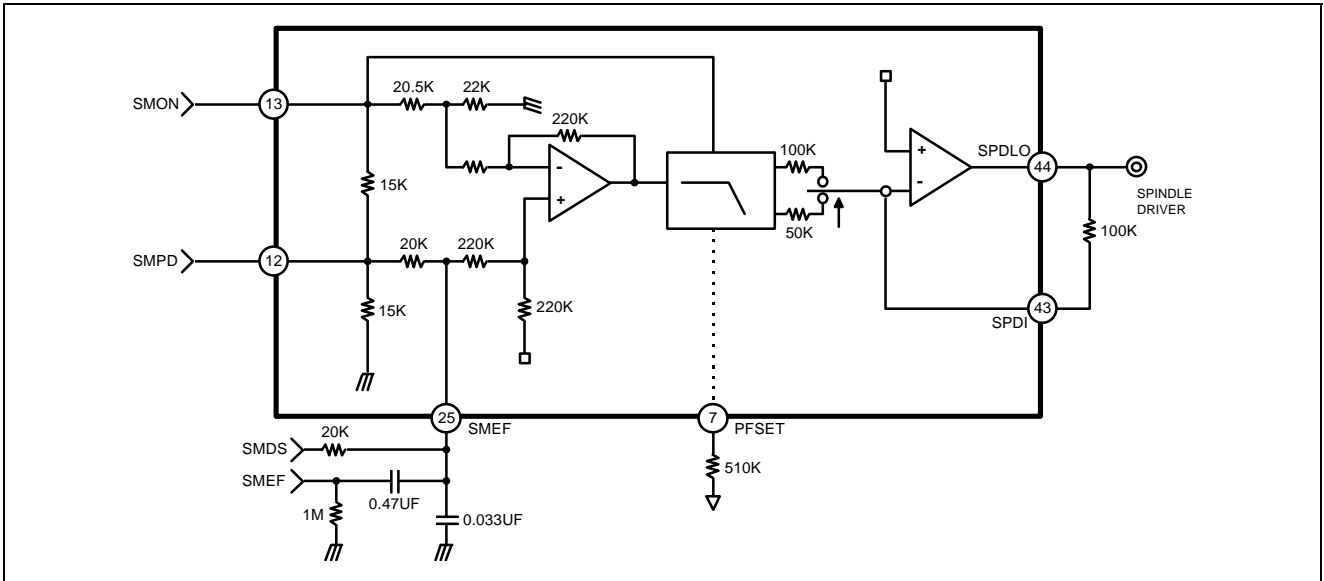 20.5K
22K
SMON
13
220K
100K
SPDLO
+
-
44
-
+
15K
SPINDLE
DRIVER
50K
100K
20K
220K
SMPD
12
15K
220K
43
SPDI
25
SMEF
7
PFSET
SMDS
20K
510K
SMEF
0.47UF
1M
0.033UF